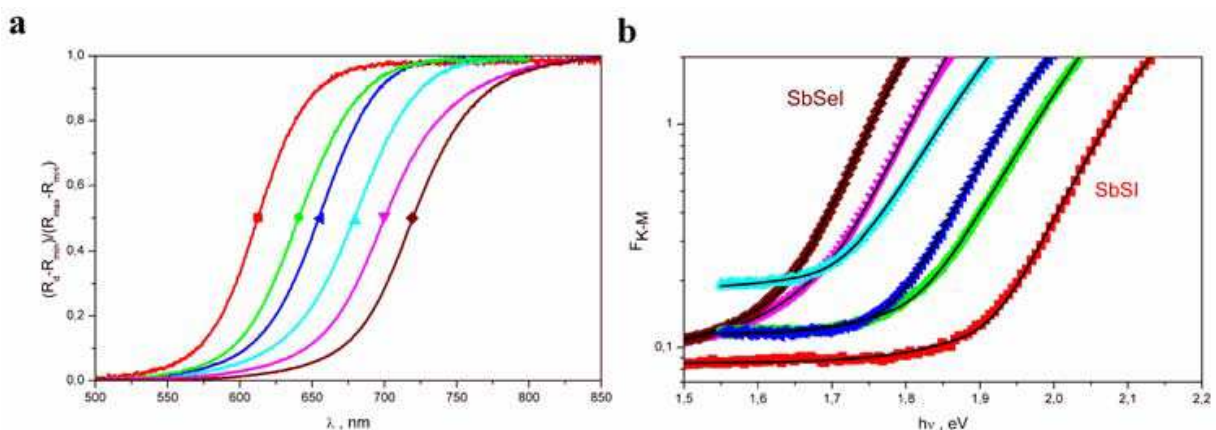 a
1,0
0,8
0,6
0,4
0,2
0,0
(R_d-R_min)/(R_max-R_min)
500 550 600 650 700 750 800 850
λ , nm
b
1
0,1
F_K-M
SbSeI
SbSI
1,5 1,6 1,7 1,8 1,9 2,0 2,1 2,2
hν , eV